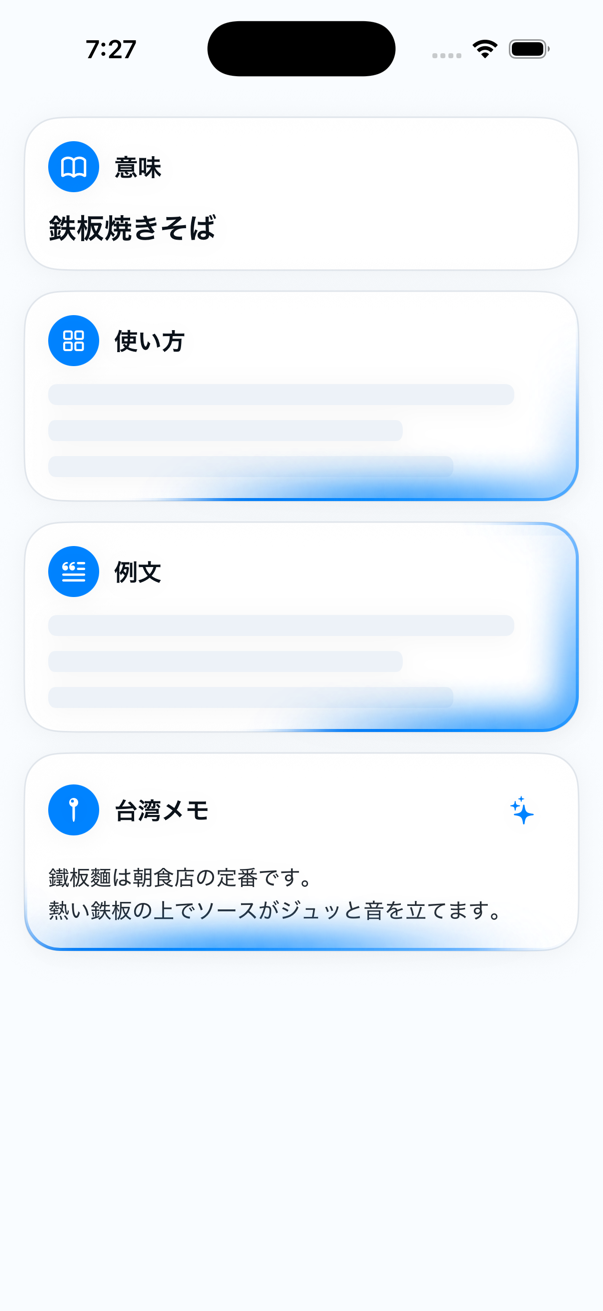 7:27
意味
鉄板焼きそば
使い方
例文
台湾メモ
鐵板麵は朝食店の定番です。
熱い鉄板の上でソースがジュッと音を立てます。